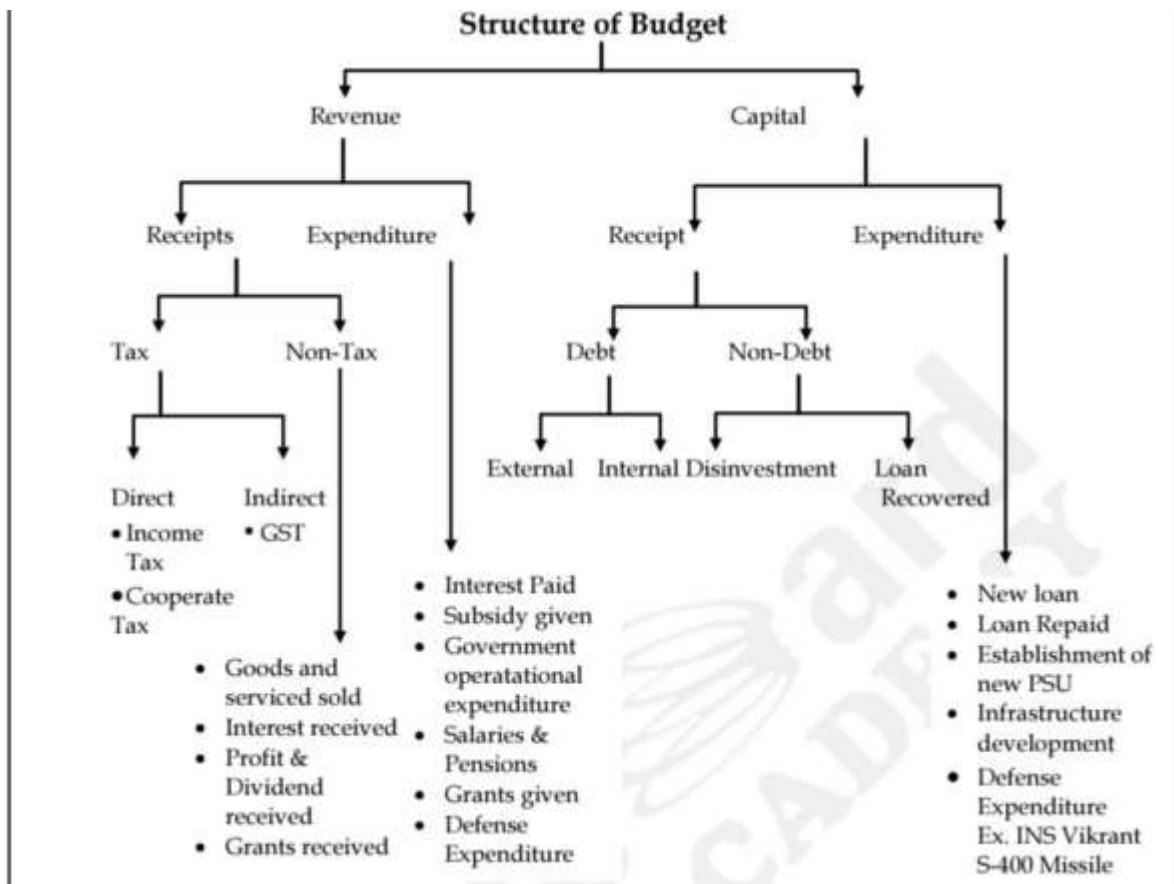 Structure of Budget
Revenue
Capital
Receipts
Expenditure
Receipt
Expenditure
Tax
Non-Tax
Debt
Non-Debt
External
Internal
Disinvestment
Loan
Recovered
Direct
• Income
Tax
• Cooperate
Tax
Indirect
• GST
• Goods and
serviced sold
• Interest received
• Profit &
Dividend
received
• Grants received
• Interest Paid
• Subsidy given
• Government
operatational
expenditure
• Salaries &
Pensions
• Grants given
• Defense
Expenditure
• New loan
• Loan Repaid
• Establishment of
new PSU
• Infrastructure
development
• Defense
Expenditure
Ex. INS Vikrant
S-400 Missile